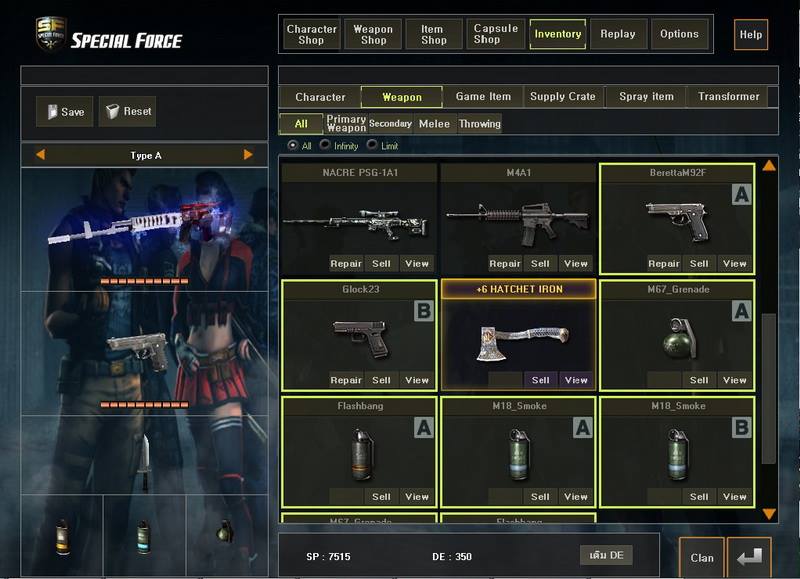 SF
SPECIAL FORCE
Character Shop
Weapon Shop
Item Shop
Capsule Shop
Inventory
Replay
Options
Help
Save
Reset
Type A
Character
Weapon
Game Item
Supply Crate
Spray item
Transformer
All
Primary Weapon
Secondary
Melee
Throwing
All
Infinity
Limit
NACRE PSG-1A1
Repair Sell View
M4A1
Repair Sell View
BerettaM92F
A
Repair Sell View
Glock23
B
Repair Sell View
+6 HATCHET IRON
Sell View
M67_Grenade
A
Sell View
Flashbang
A
Sell View
M18_Smoke
A
Sell View
M18_Smoke
B
Sell View
M67_Grenade
Flashbang
SP : 7515
DE : 350
เติม DE
Clan